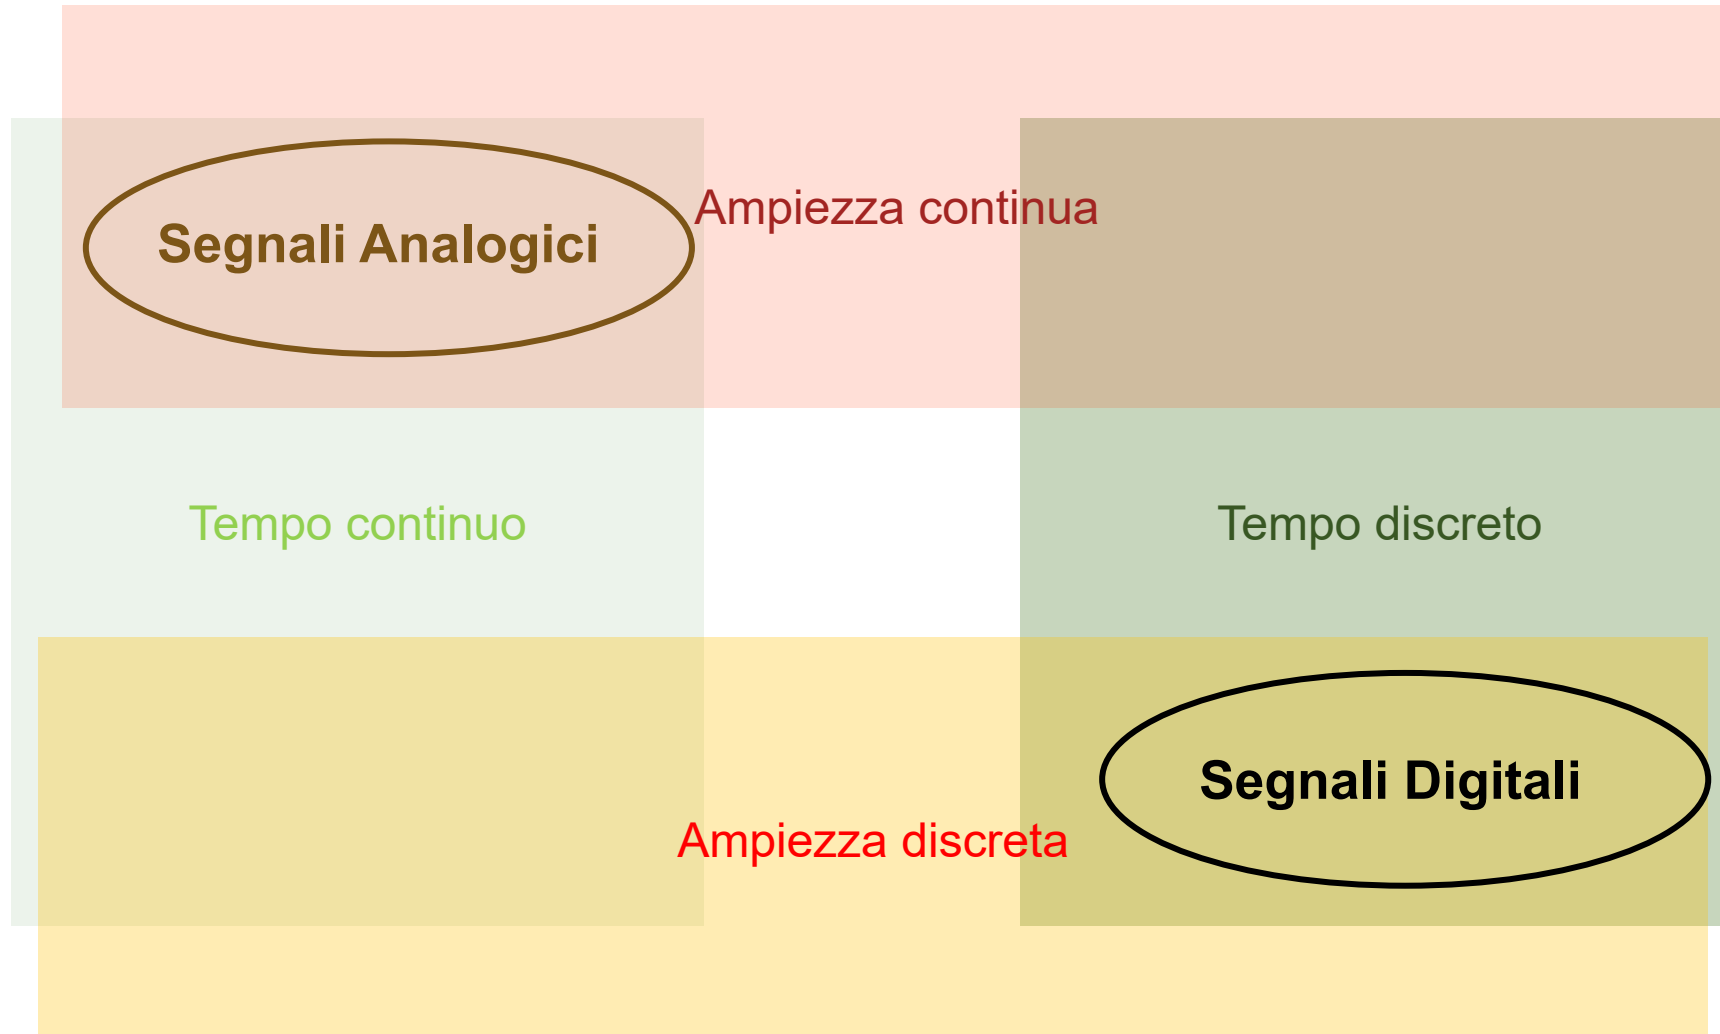 Ampiezza continua
Segnali Analogici
Tempo continuo
Tempo discreto
Segnali Digitali
Ampiezza discreta